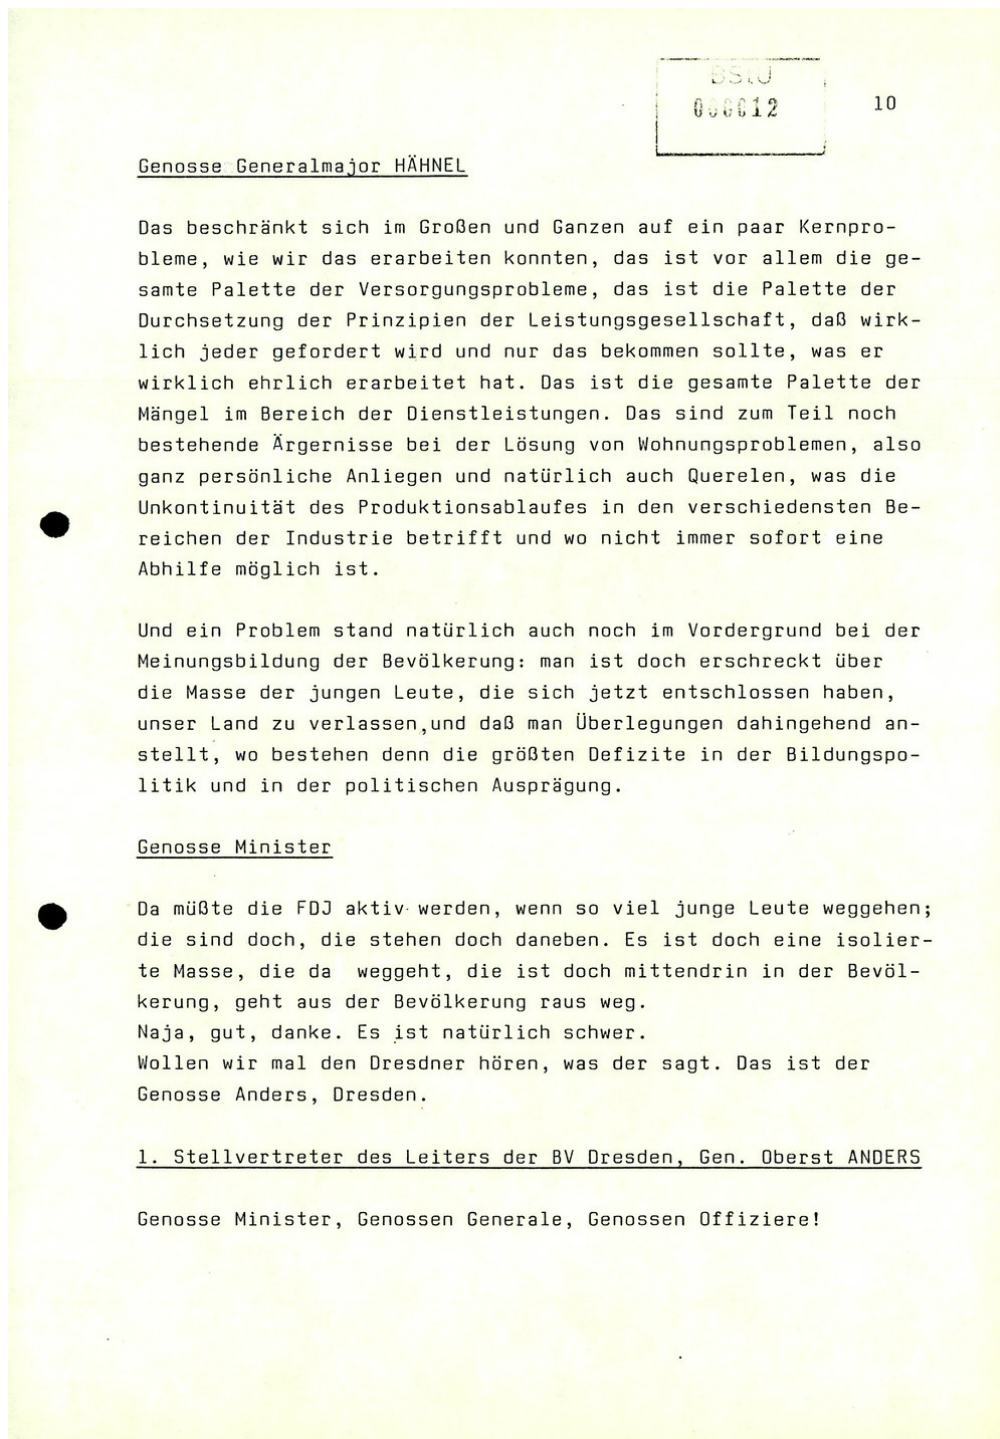 BStU
000012
10
Genosse Generalmajor HÄHNEL
Das beschränkt sich im Großen und Ganzen auf ein paar Kernpro-
bleme, wie wir das erarbeiten konnten, das ist vor allem die ge-
samte Palette der Versorgungsprobleme, das ist die Palette der
Durchsetzung der Prinzipien der Leistungsgesellschaft, daß wirk-
lich jeder gefordert wird und nur das bekommen sollte, was er
wirklich ehrlich erarbeitet hat. Das ist die gesamte Palette der
Mängel im Bereich der Dienstleistungen. Das sind zum Teil noch
bestehende Ärgernisse bei der Lösung von Wohnungsproblemen, also
ganz persönliche Anliegen und natürlich auch Querelen, was die
Unkontinuität des Produktionsablaufes in den verschiedensten Be-
reichen der Industrie betrifft und wo nicht immer sofort eine
Abhilfe möglich ist.
Und ein Problem stand natürlich auch noch im Vordergrund bei der
Meinungsbildung der Bevölkerung: man ist doch erschreckt über
die Masse der jungen Leute, die sich jetzt entschlossen haben,
unser Land zu verlassen,und daß man Überlegungen dahingehend an-
stellt, wo bestehen denn die größten Defizite in der Bildungspo-
litik und in der politischen Ausprägung.
Genosse Minister
Da müßte die FDJ aktiv werden, wenn so viel junge Leute weggehen;
die sind doch, die stehen doch daneben. Es ist doch eine isolier-
te Masse, die da  weggeht, die ist doch mittendrin in der Bevöl-
kerung, geht aus der Bevölkerung raus weg.
Naja, gut, danke. Es ist natürlich schwer.
Wollen wir mal den Dresdner hören, was der sagt. Das ist der
Genosse Anders, Dresden.
1. Stellvertreter des Leiters der BV Dresden, Gen. Oberst ANDERS
Genosse Minister, Genossen Generale, Genossen Offiziere!